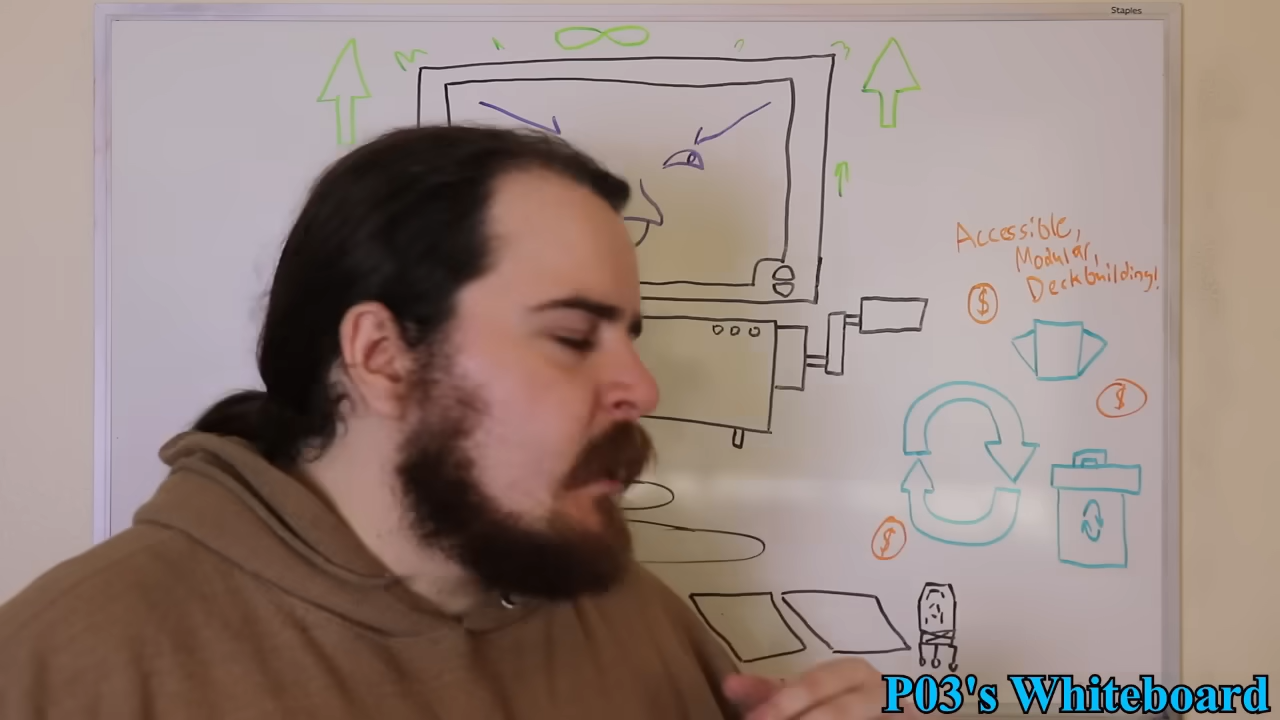 Staples
Accessible,
Modular,
Deckbuilding!
$
$
$
P03's Whiteboard